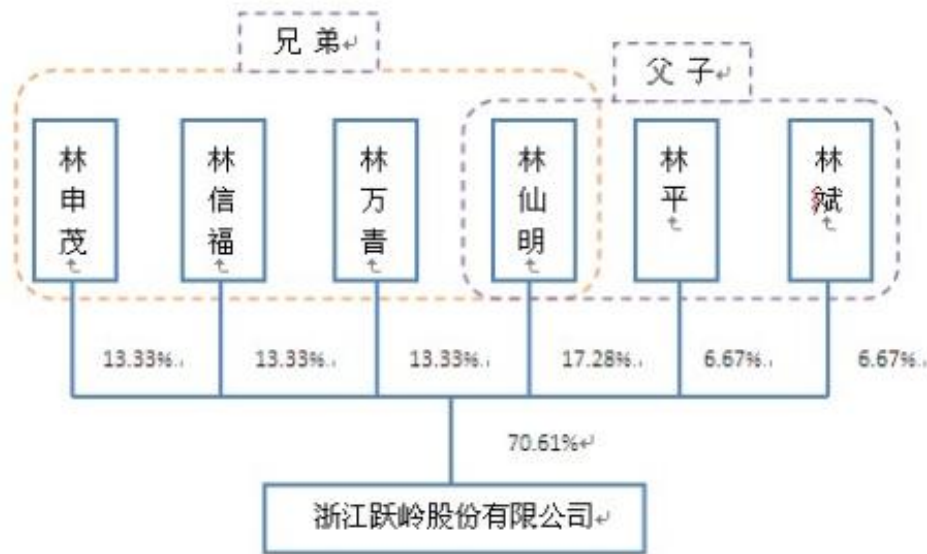 兄 弟
父 子
林申茂
林信福
林万青
林仙明
林平
林斌
13.33%
13.33%
13.33%
17.28%
6.67%
6.67%
70.61%
浙江跃岭股份有限公司